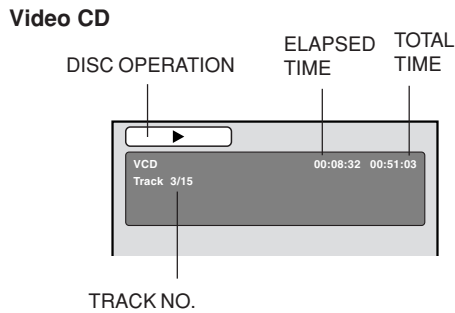 Video CD
DISC OPERATION
ELAPSED
TIME
TOTAL
TIME
VCD 00:08:32 00:51:03
Track 3/15
TRACK NO.